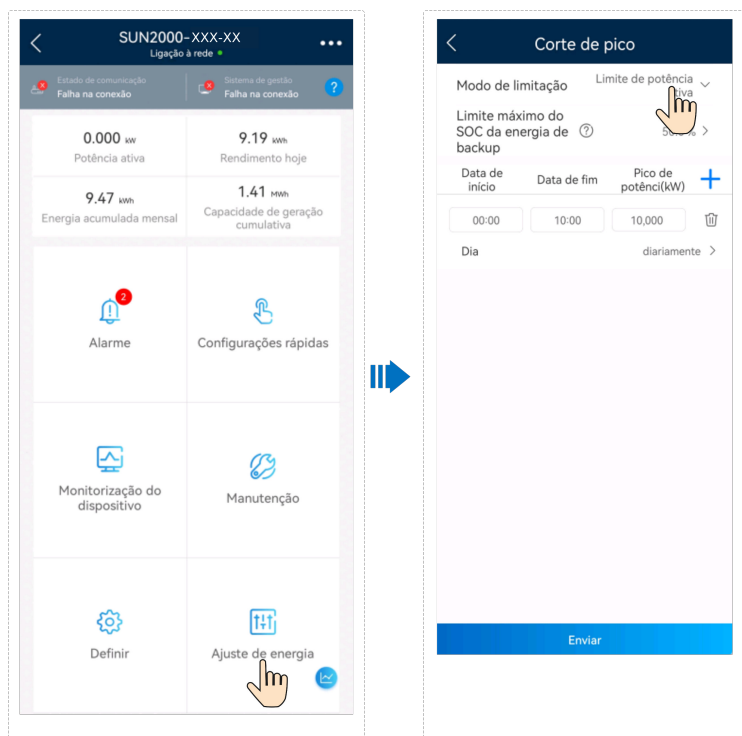 SUN2000-XXX-XX
Ligação à rede
Estado de comunicação
Falha na conexão
Sistema de gestão
Falha na conexão
?
0.000 kW
Potência ativa
9.19 kWh
Rendimento hoje
9.47 kWh
Energia acumulada mensal
1.41 MWh
Capacidade de geração
cumulativa
2
Alarme
Configurações rápidas
Monitorização do
dispositivo
Manutenção
Definir
Ajuste de energia
Corte de pico
Modo de limitação
Limite de potência
Limite máximo do
SOC da energia de
backup
?
%
Data de
início
Data de fim
Pico de
potênci(kW)
00:00
10:00
10,000
Dia
diariamente
Enviar